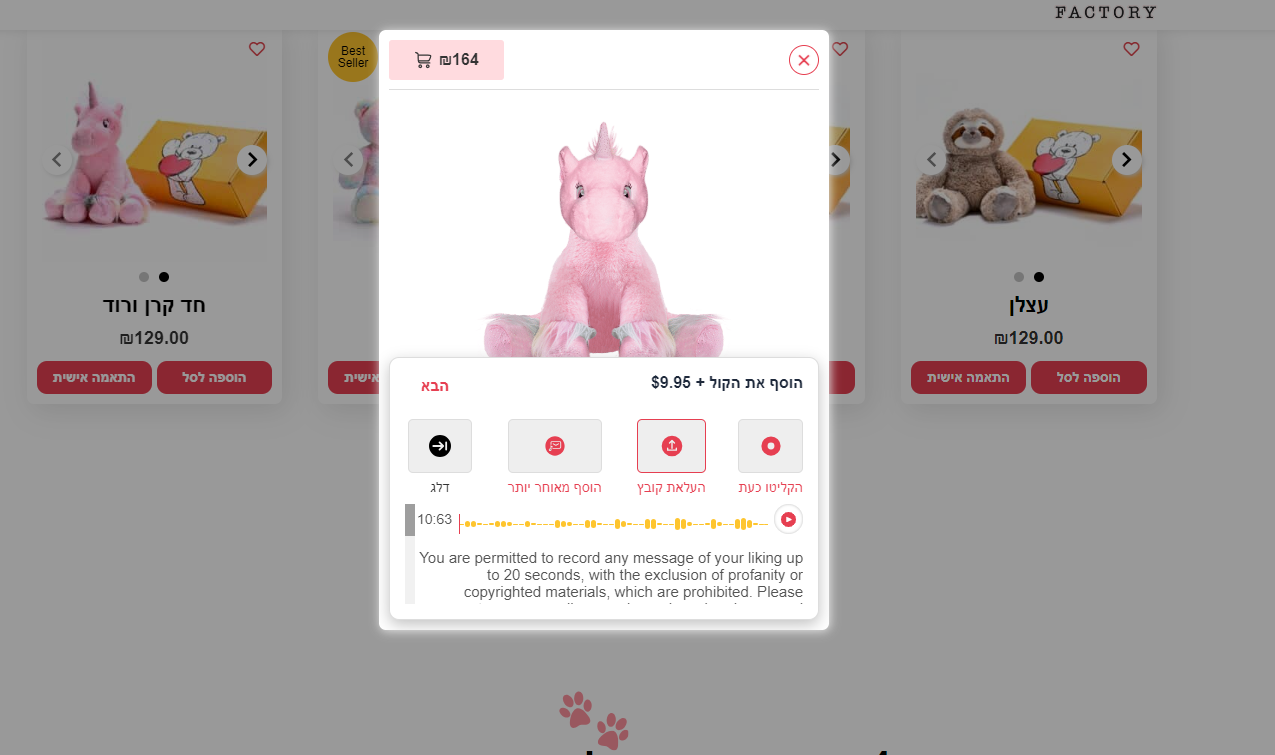 FACTORY
Best
Seller
₪164
חד קרן ורוד
₪129.00
הוספה לסל
התאמה אישית
עצלן
₪129.00
הוספה לסל
התאמה אישית
הוסף את הקול + $9.95
הבא
הקליטו כעת
העלאת קובץ
הוסף מאוחר יותר
דלג
10:63
You are permitted to record any message of your liking up
to 20 seconds, with the exclusion of profanity or
copyrighted materials, which are prohibited. Please